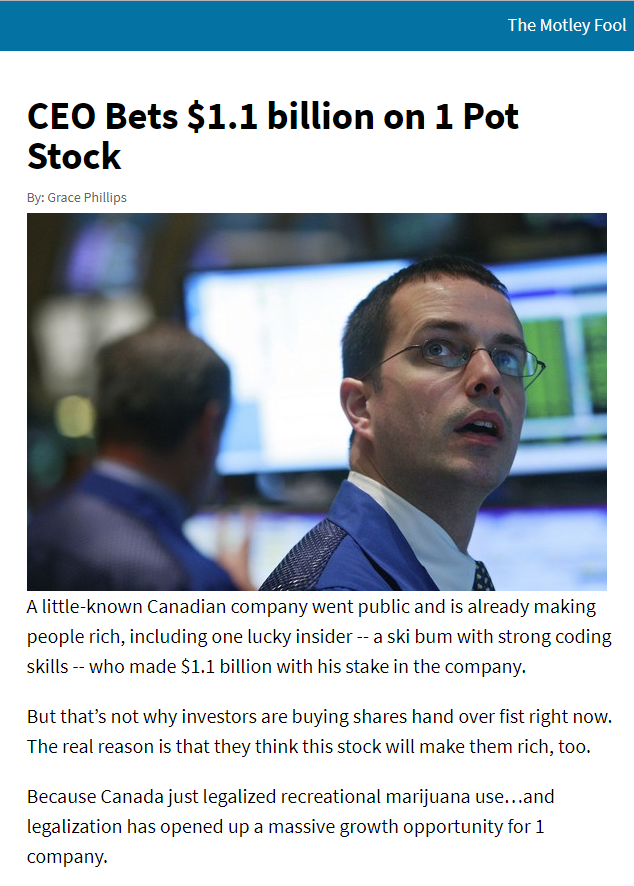 The Motley Fool
CEO Bets $1.1 billion on 1 Pot
Stock
By: Grace Phillips
A little-known Canadian company went public and is already making
people rich, including one lucky insider -- a ski bum with strong coding
skills -- who made $1.1 billion with his stake in the company.
But that’s not why investors are buying shares hand over fist right now.
The real reason is that they think this stock will make them rich, too.
Because Canada just legalized recreational marijuana use…and
legalization has opened up a massive growth opportunity for 1
company.